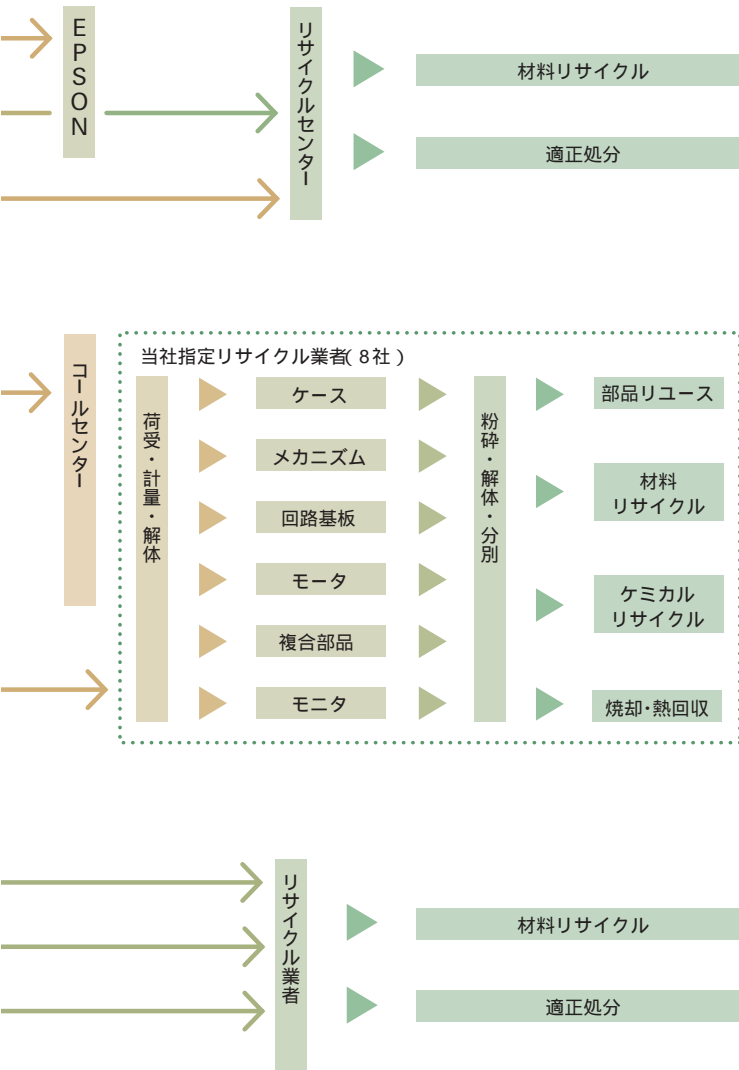 EPSON
リサイクルセンター
材料リサイクル
適正処分
コールセンター
当社指定リサイクル業者(8社)
荷受・計量・解体
ケース
メカニズム
回路基板
モータ
複合部品
モニタ
粉砕・解体・分別
部品リユース
材料
リサイクル
ケミカル
リサイクル
焼却・熱回収
リサイクル業者
材料リサイクル
適正処分